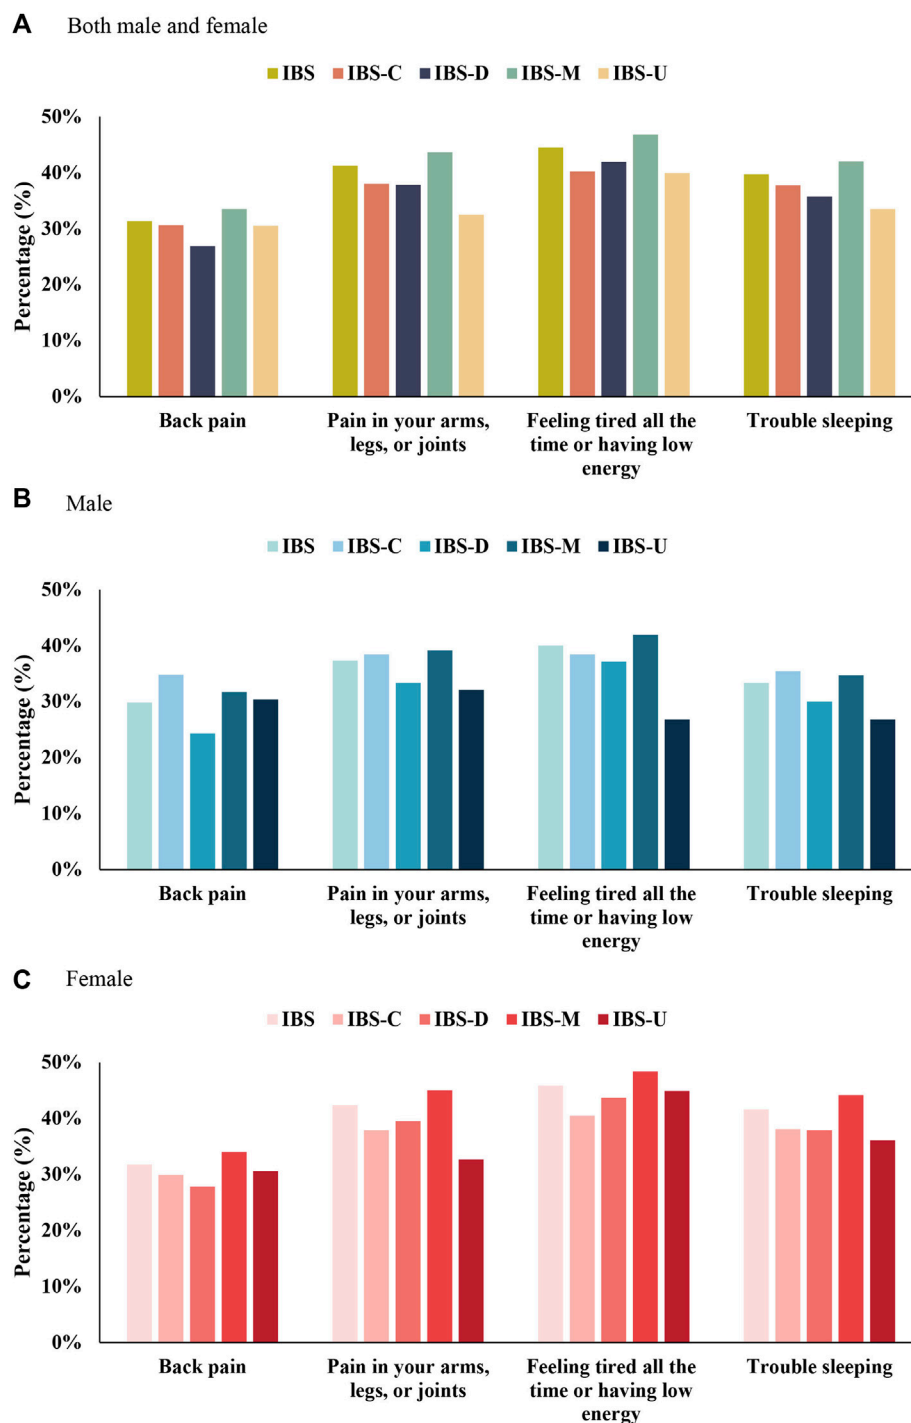 A Both male and female
IBS IBS-C IBS-D IBS-M IBS-U
Percentage (%)
50%
40%
30%
20%
10%
0%
Back pain
Pain in your arms,
legs, or joints
Feeling tired all the
time or having low
energy
Trouble sleeping
B Male
IBS IBS-C IBS-D IBS-M IBS-U
Percentage (%)
50%
40%
30%
20%
10%
0%
Back pain
Pain in your arms,
legs, or joints
Feeling tired all the
time or having low
energy
Trouble sleeping
C Female
IBS IBS-C IBS-D IBS-M IBS-U
Percentage (%)
50%
40%
30%
20%
10%
0%
Back pain
Pain in your arms,
legs, or joints
Feeling tired all the
time or having low
energy
Trouble sleeping